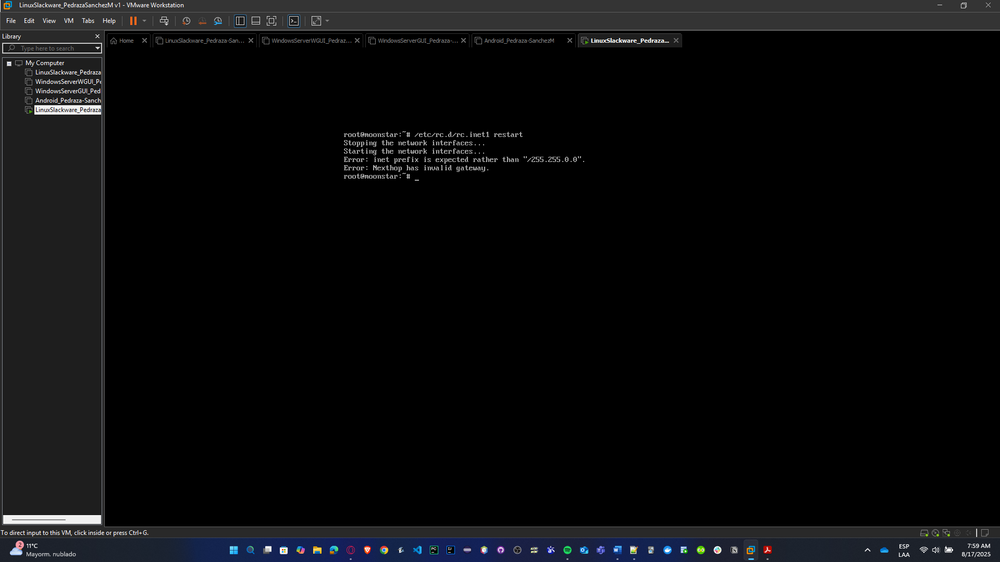 LinuxSlackware_PedrazaSanchezM v1 - VMware Workstation
File Edit View VM Tabs Help
Library
Type here to search
My Computer
LinuxSlackware_Pedraza
WindowsServerWGUI_Pe
WindowsServerGUI_Ped
Android_Pedraza-Sanch
LinuxSlackware_Pedraza
Home
LinuxSlackware_Pedraza-San...
WindowsServerWGUI_Pedraz...
WindowsServerGUI_Pedraza-...
Android_Pedraza-SanchezM
LinuxSlackware_Pedraza...
root@moonstar:~# /etc/rc.d/rc.inet1 restart
Stopping the network interfaces...
Starting the network interfaces...
Error: inet prefix is expected rather than "/255.255.0.0".
Error: Nexthop has invalid gateway.
root@moonstar:~# _
To direct input to this VM, click inside or press Ctrl+G.
2
11°C
Mayorm. nublado
PC
IJ
ESP
LAA
7:59 AM
8/17/2025